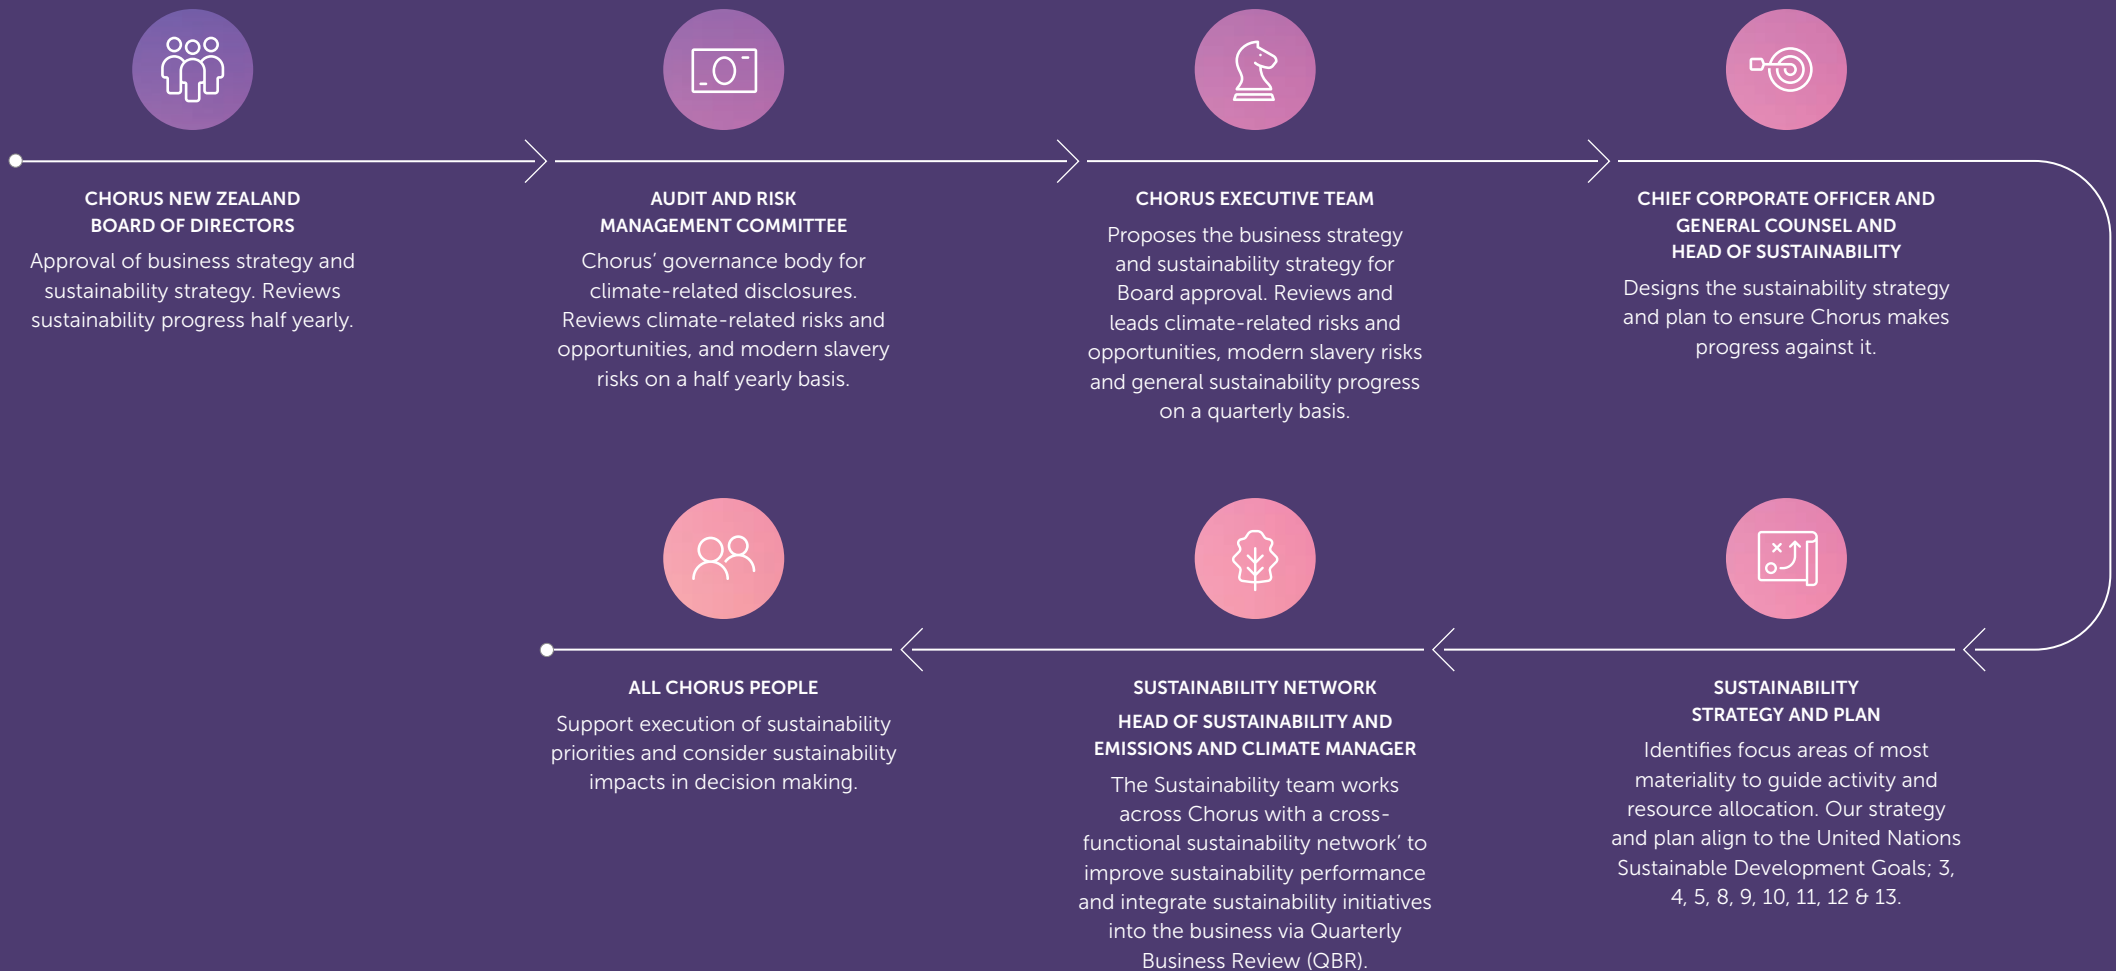 CHORUS NEW ZEALAND
BOARD OF DIRECTORS
Approval of business strategy and
sustainability strategy. Reviews
sustainability progress half yearly.
AUDIT AND RISK
MANAGEMENT COMMITTEE
Chorus’ governance body for
climate-related disclosures.
Reviews climate-related risks and
opportunities, and modern slavery
risks on a half yearly basis.
CHORUS EXECUTIVE TEAM
Proposes the business strategy
and sustainability strategy for
Board approval. Reviews and
leads climate-related risks and
opportunities, modern slavery risks
and general sustainability progress
on a quarterly basis.
CHIEF CORPORATE OFFICER AND
GENERAL COUNSEL AND
HEAD OF SUSTAINABILITY
Designs the sustainability strategy
and plan to ensure Chorus makes
progress against it.
SUSTAINABILITY
STRATEGY AND PLAN
Identifies focus areas of most
materiality to guide activity and
resource allocation. Our strategy
and plan align to the United Nations
Sustainable Development Goals; 3,
4, 5, 8, 9, 10, 11, 12 & 13.
SUSTAINABILITY NETWORK
HEAD OF SUSTAINABILITY AND
EMISSIONS AND CLIMATE MANAGER
The Sustainability team works
across Chorus with a cross-
functional sustainability network’ to
improve sustainability performance
and integrate sustainability initiatives
into the business via Quarterly
Business Review (QBR).
ALL CHORUS PEOPLE
Support execution of sustainability
priorities and consider sustainability
impacts in decision making.